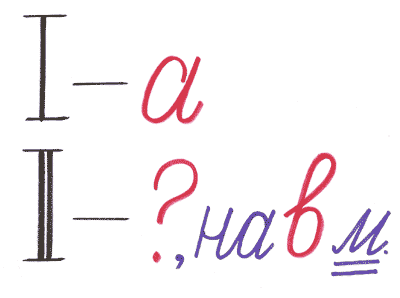 I – а
II – ?, на в м.